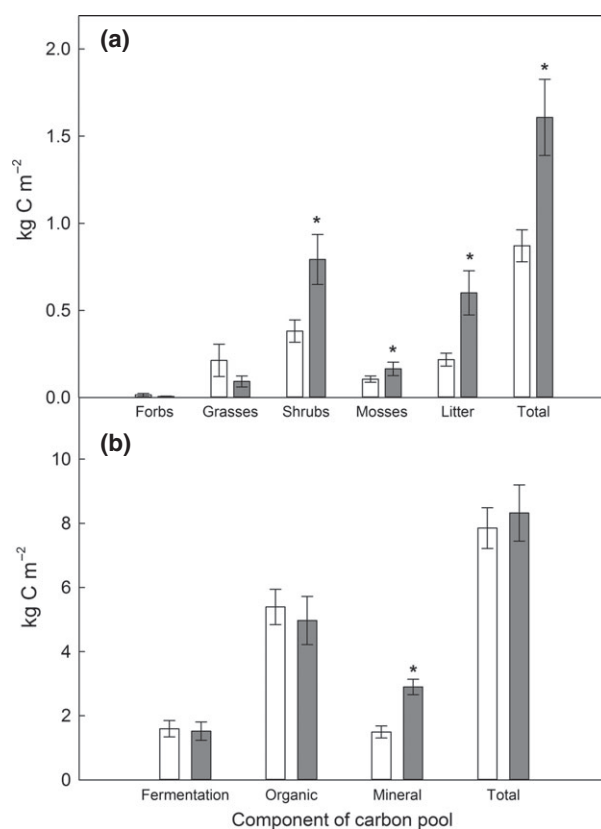 (a)
kg C m⁻²
2.0
1.5
1.0
0.5
0.0
*
*
*
*
Forbs Grasses Shrubs Mosses Litter Total
(b)
kg C m⁻²
10
8
6
4
2
0
*
Fermentation Organic Mineral Total
Component of carbon pool